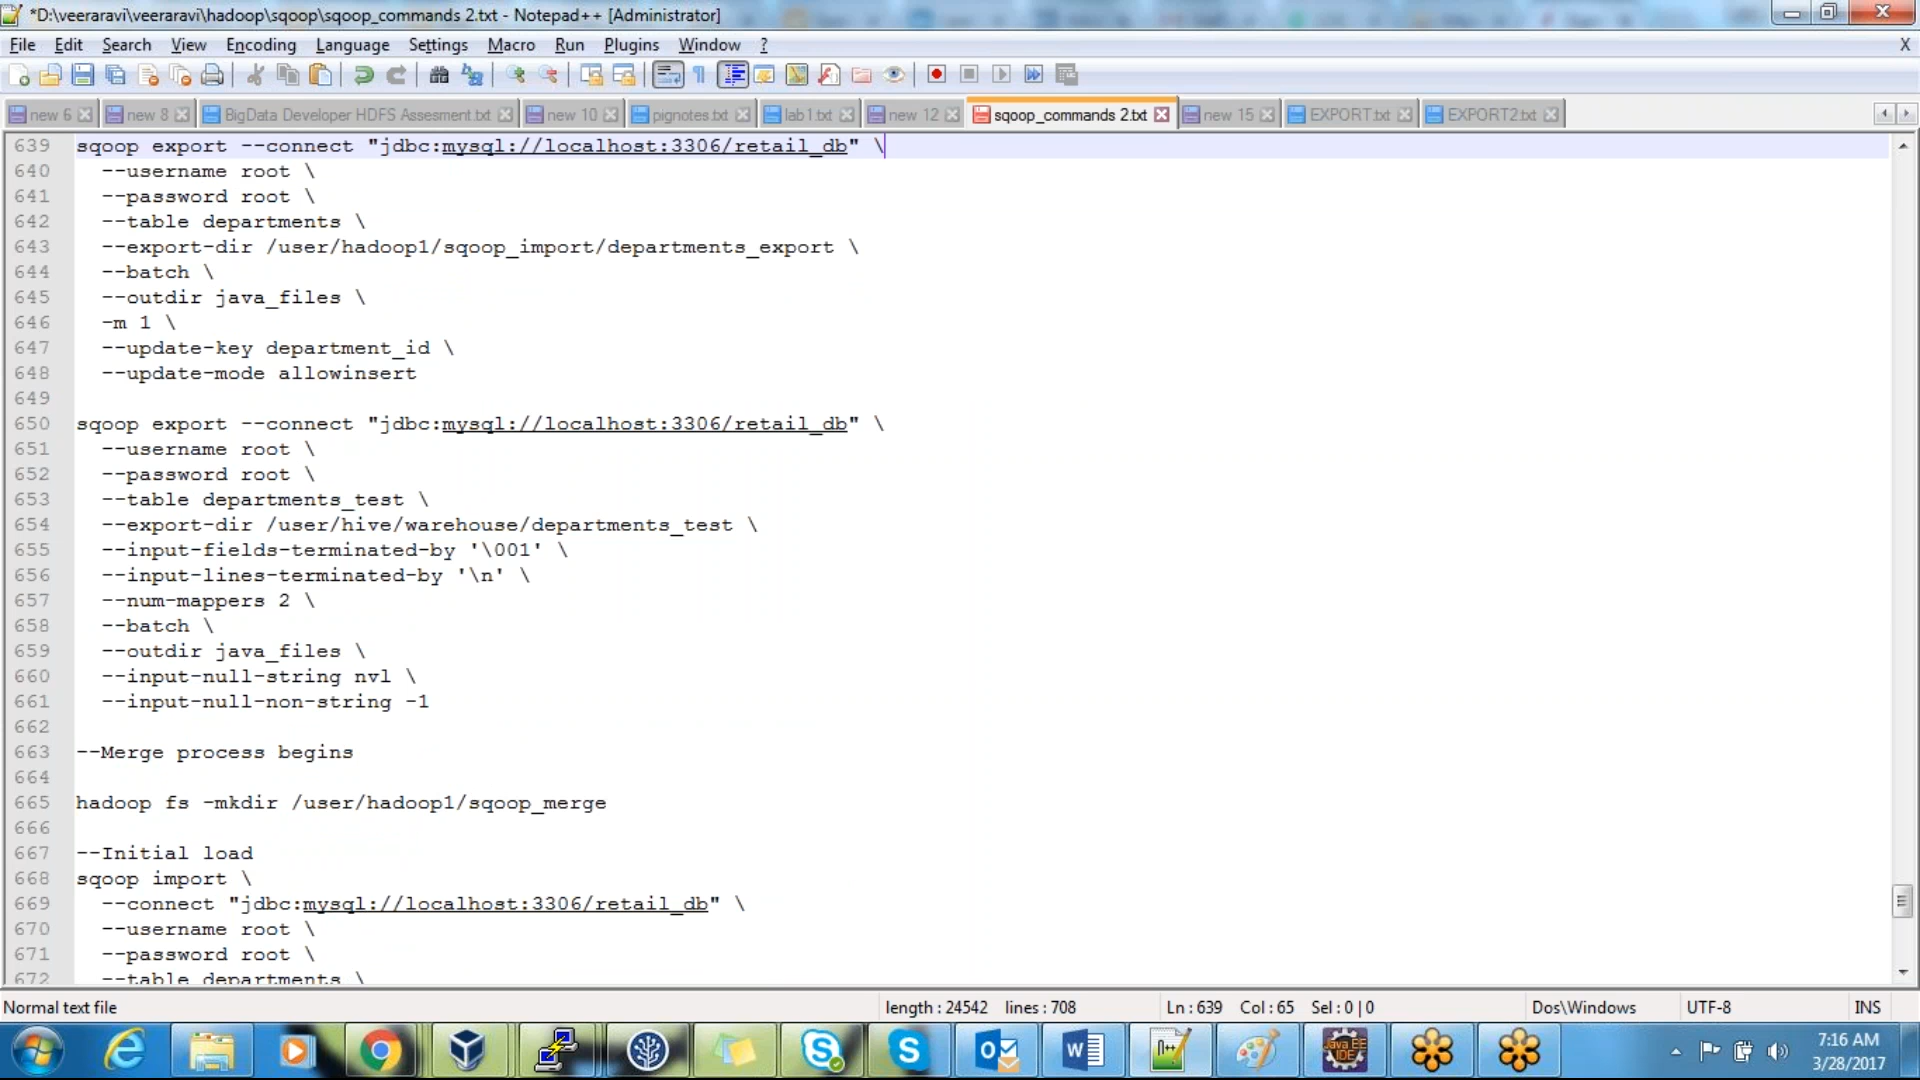 *D:\veeraravi\veeraravi\hadoop\sqoop\sqoop_commands 2.txt - Notepad++ [Administrator]
File Edit Search View Encoding Language Settings Macro Run Plugins Window ? X
new 6 new 8 BigData Developer HDFS Assesment.txt new 10 pignotes.txt lab1.txt new 12 sqoop_commands 2.txt new 15 EXPORT.txt EXPORT2.txt
639 sqoop export --connect "jdbc:mysql://localhost:3306/retail_db" \
640 --username root \
641 --password root \
642 --table departments \
643 --export-dir /user/hadoop1/sqoop_import/departments_export \
644 --batch \
645 --outdir java_files \
646 -m 1 \
647 --update-key department_id \
648 --update-mode allowinsert
649
650 sqoop export --connect "jdbc:mysql://localhost:3306/retail_db" \
651 --username root \
652 --password root \
653 --table departments_test \
654 --export-dir /user/hive/warehouse/departments_test \
655 --input-fields-terminated-by '\001' \
656 --input-lines-terminated-by '\n' \
657 --num-mappers 2 \
658 --batch \
659 --outdir java_files \
660 --input-null-string nvl \
661 --input-null-non-string -1
662
663 --Merge process begins
664
665 hadoop fs -mkdir /user/hadoop1/sqoop_merge
666
667 --Initial load
668 sqoop import \
669 --connect "jdbc:mysql://localhost:3306/retail_db" \
670 --username root \
671 --password root \
672 --table departments \
Normal text file length : 24542 lines : 708 Ln : 639 Col : 65 Sel : 0 | 0 Dos\Windows UTF-8 INS
7:16 AM
3/28/2017